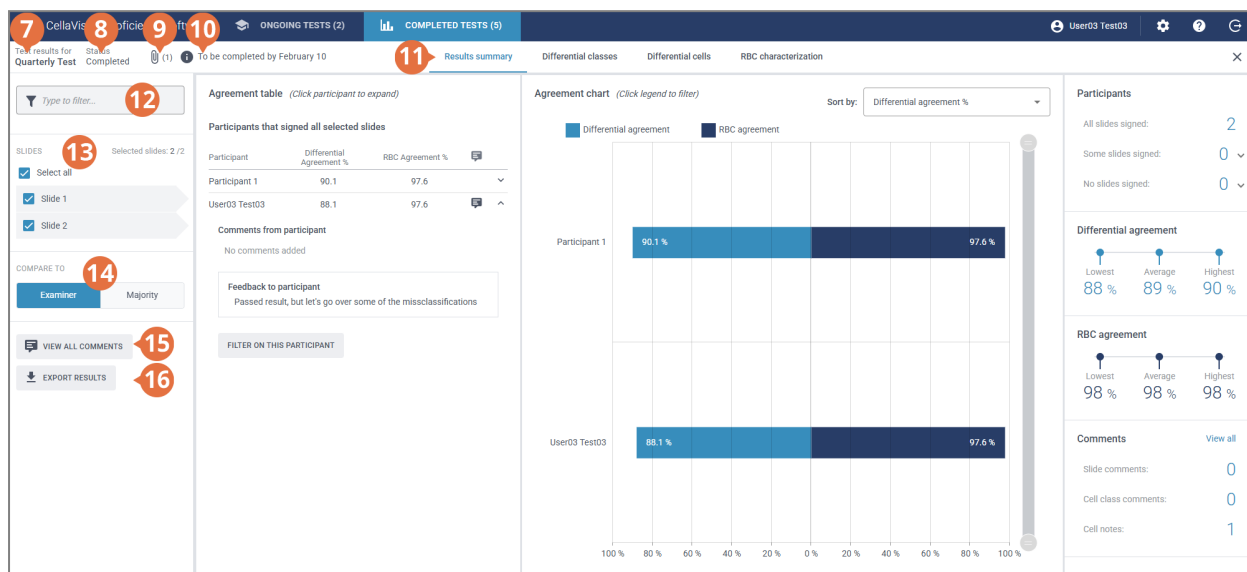 7
CellaVis
8
oficie
9
oftw
10
ONGOING TESTS (2)
COMPLETED TESTS (5)
User03 Test03
Test results for
Quarterly Test
Status
Completed
(1)
To be completed by February 10
11
Results summary
Differential classes
Differential cells
RBC characterization
Type to filter...
12
SLIDES
13
Selected slides: 2 /2
Select all
Slide 1
Slide 2
COMPARE TO
14
Examiner
Majority
VIEW ALL COMMENTS
15
EXPORT RESULTS
16
Agreement table (Click participant to expand)
Participants that signed all selected slides
Participant
Differential
Agreement %
RBC Agreement %
Participant 1 90.1 97.6
User03 Test03 88.1 97.6
Comments from participant
No comments added
Feedback to participant
Passed result, but let's go over some of the missclassifications
FILTER ON THIS PARTICIPANT
Agreement chart (Click legend to filter)
Sort by:
Differential agreement %
Differential agreement
RBC agreement
Participant 1
90.1 %
97.6 %
User03 Test03
88.1 %
97.6 %
100 % 80 % 60 % 40 % 20 % 0 % 20 % 40 % 60 % 80 % 100 %
Participants
All slides signed: 2
Some slides signed: 0
No slides signed: 0
Differential agreement
Lowest Average Highest
88 % 89 % 90 %
RBC agreement
Lowest Average Highest
98 % 98 % 98 %
Comments
View all
Slide comments: 0
Cell class comments: 0
Cell notes: 1